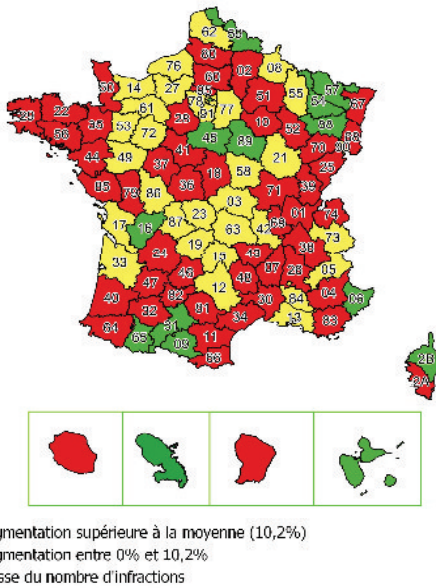 62 59
76 80 02 08
50 14 27 60 55 57
61 95 78 91 77 51 54 67
29 22 35 53 72 28 10 52 88 68
56 45 89 70 90
44 49 37 41 18 58 21 25
85 79 86 36 71 39
17 16 87 23 03 01 74
63 42 69 73
33 24 19 15 43 38 05
47 46 12 48 07 26
40 82 30 84 04 06
32 81 34 13 83
64 65 31 11
09 66
2B
2A
gmentation supérieure à la moyenne (10,2%)
gmentation entre 0% et 10,2%
sse du nombre d'infractions